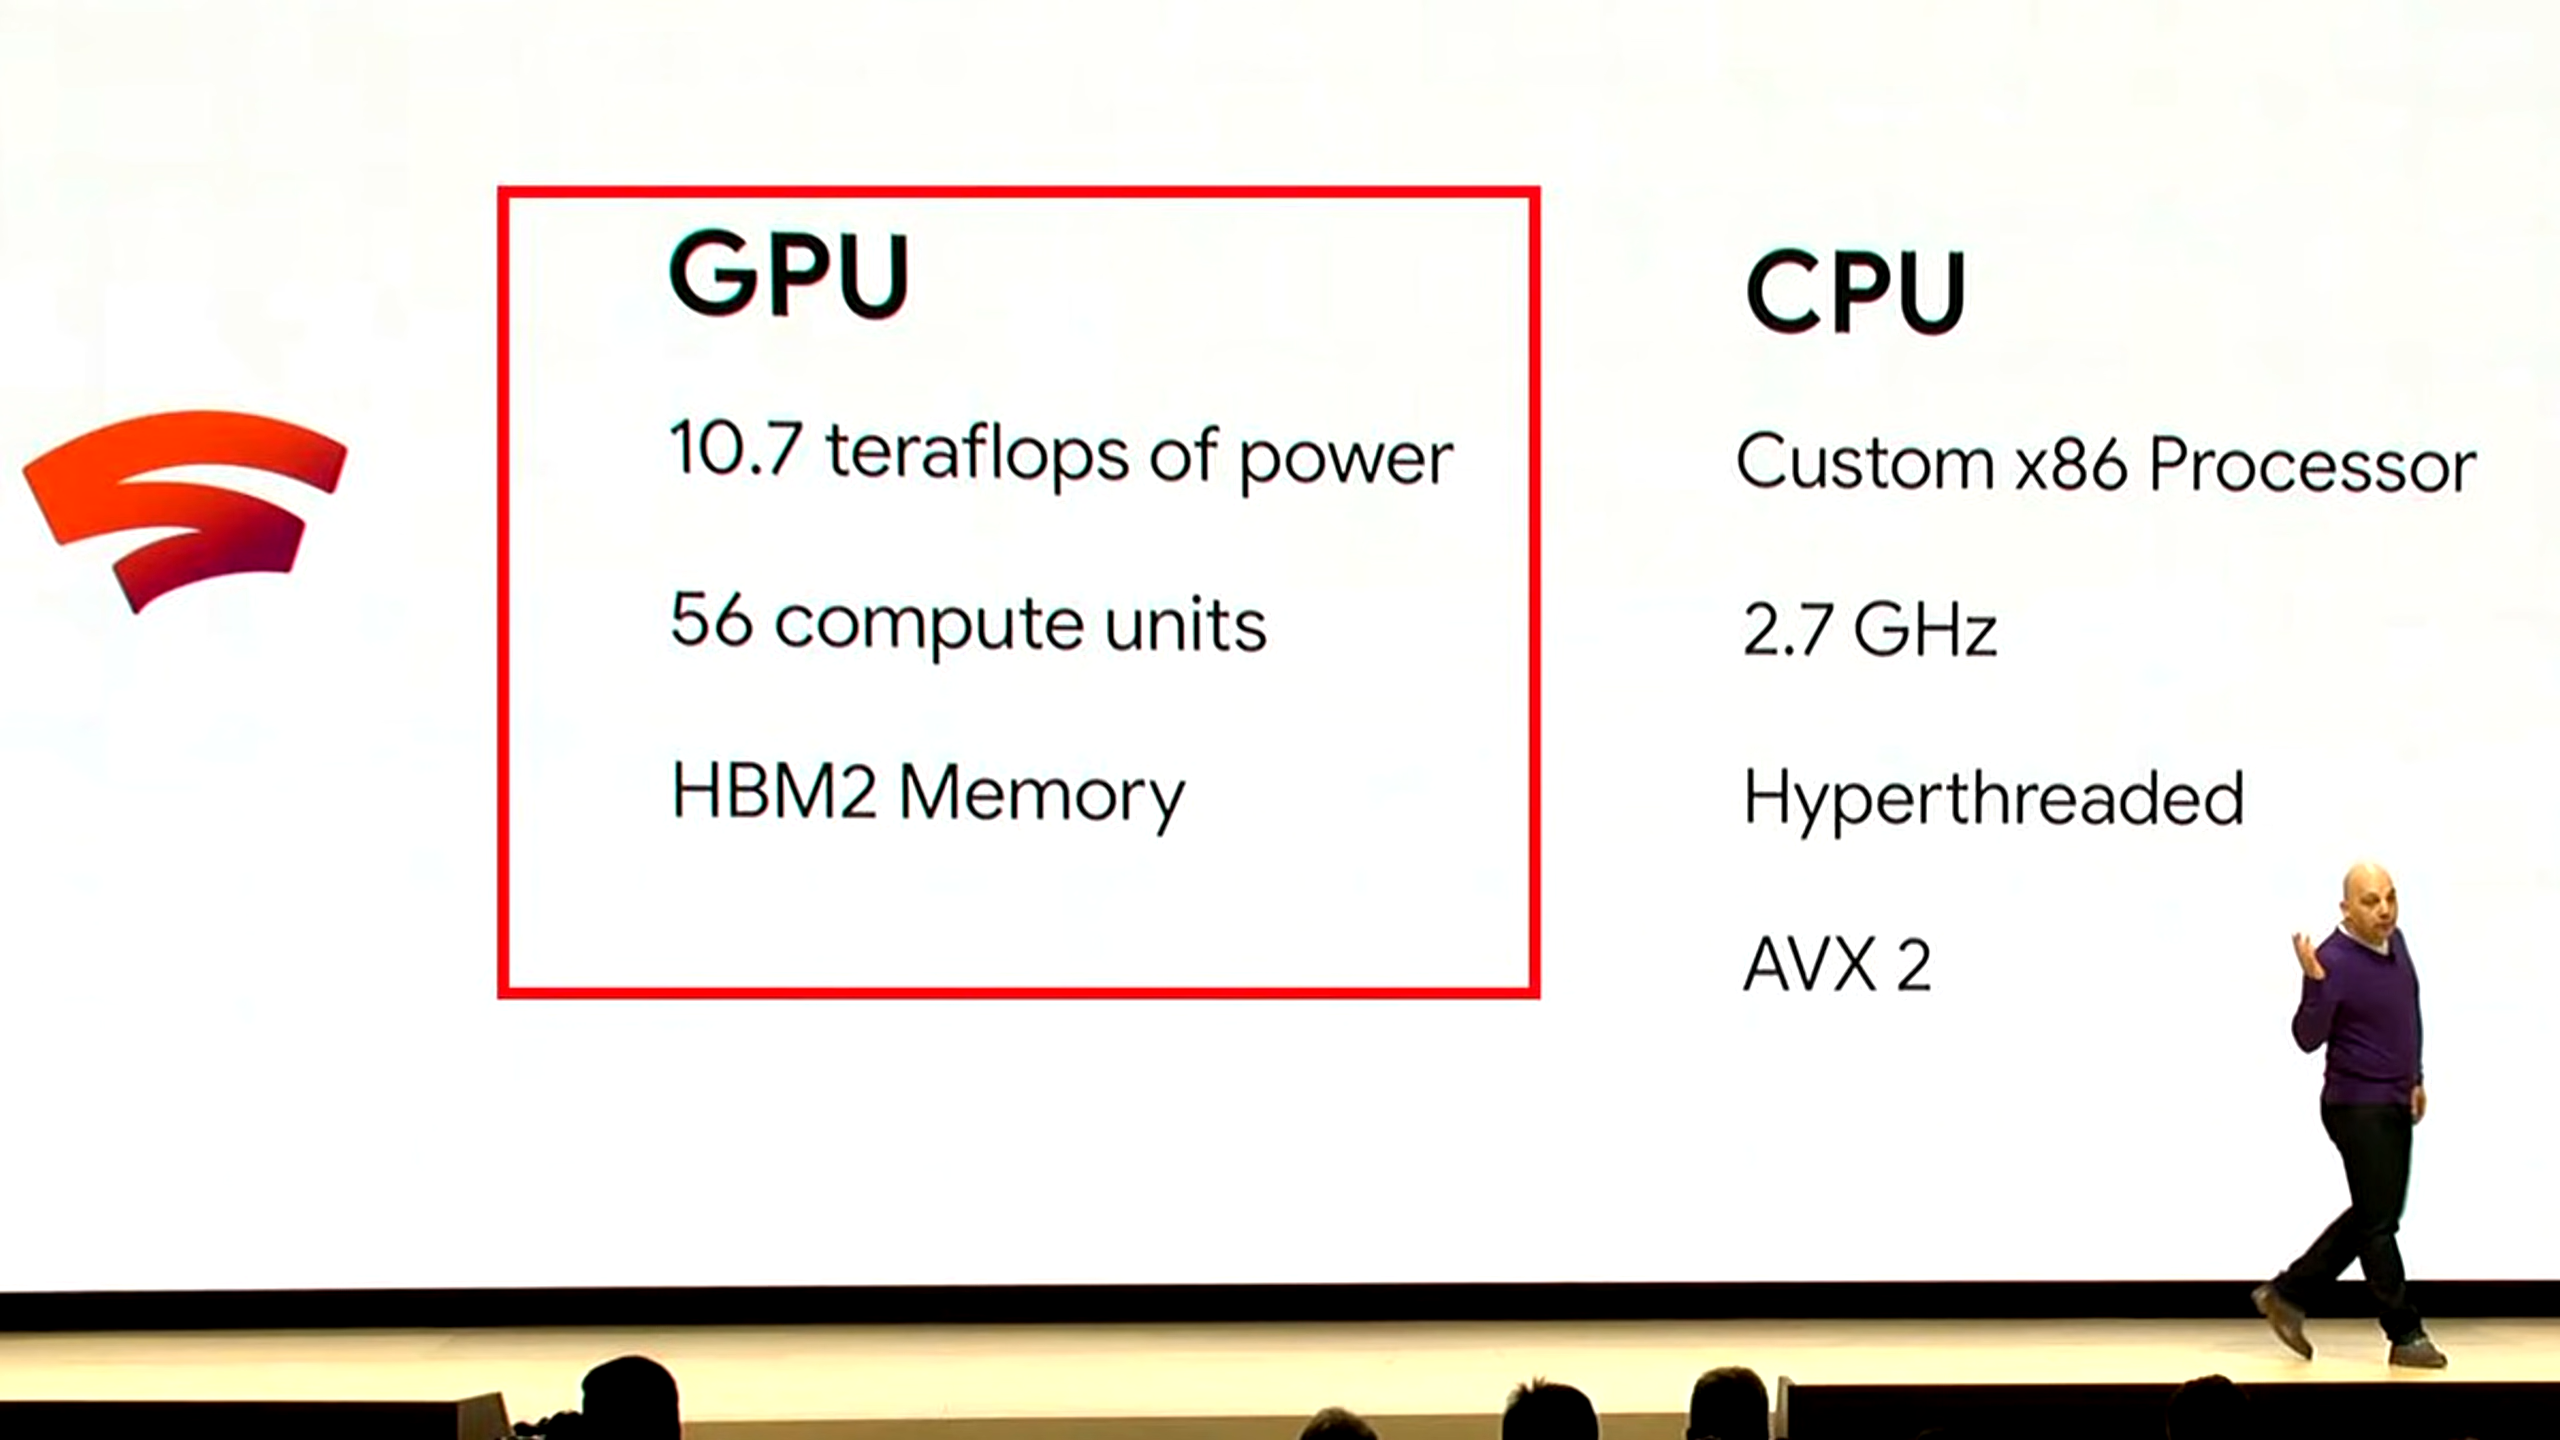 GPU
10.7 teraflops of power
56 compute units
HBM2 Memory
CPU
Custom x86 Processor
2.7 GHz
Hyperthreaded
AVX 2